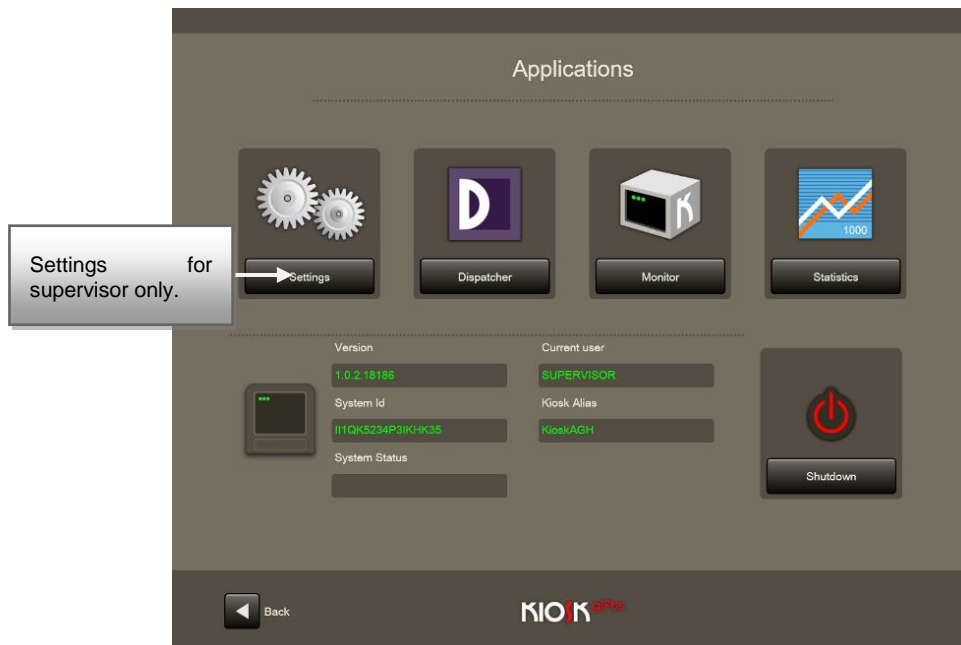 Applications
D
K
1000
Settings
Dispatcher
Monitor
Statistics
Settings for
supervisor only.
Version
Current user
1.0.2.18186
SUPERVISOR
System Id
Kiosk Alias
II1QK5234P3IKHK35
KioskAGH
System Status
Shutdown
Back
KIOSK giFts